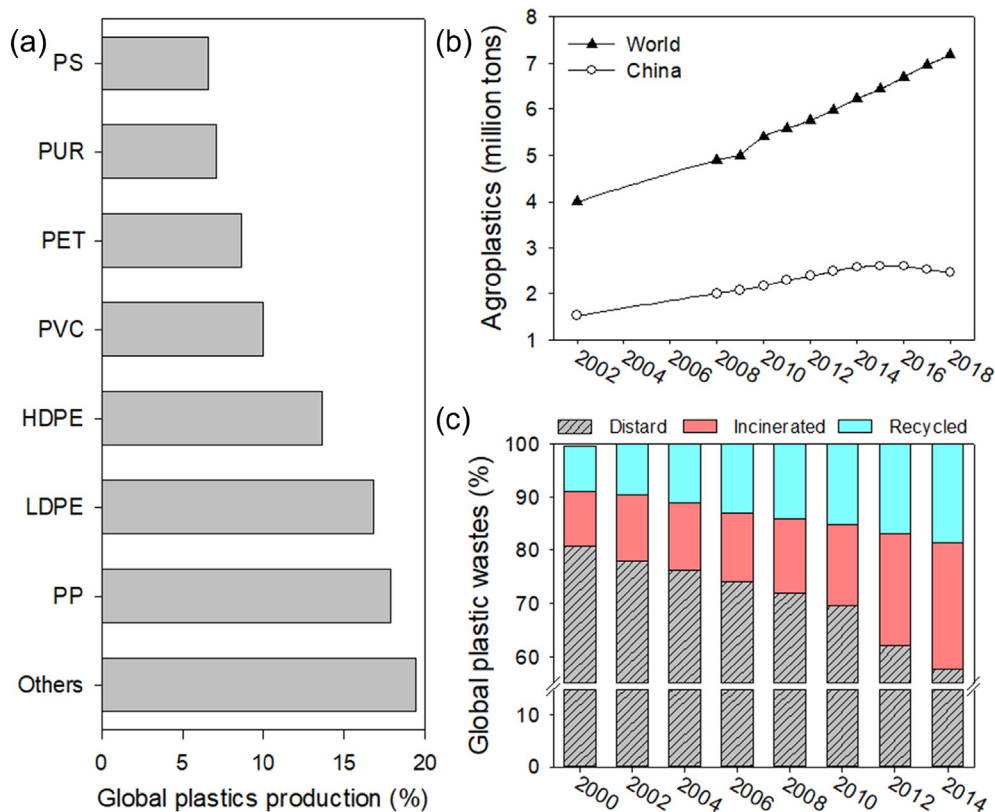 (a)
PS
PUR
PET
PVC
HDPE
LDPE
PP
Others
0 5 10 15 20
Global plastics production (%)
(b)
World
China
Agroplastics (million tons)
8
7
6
5
4
3
2
1
2002 2004 2006 2008 2010 2012 2014 2016 2018
(c)
Distard Incinerated Recycled
Global plastic wastes (%)
100
90
80
70
60
10
0
2000 2002 2004 2006 2008 2010 2012 2014